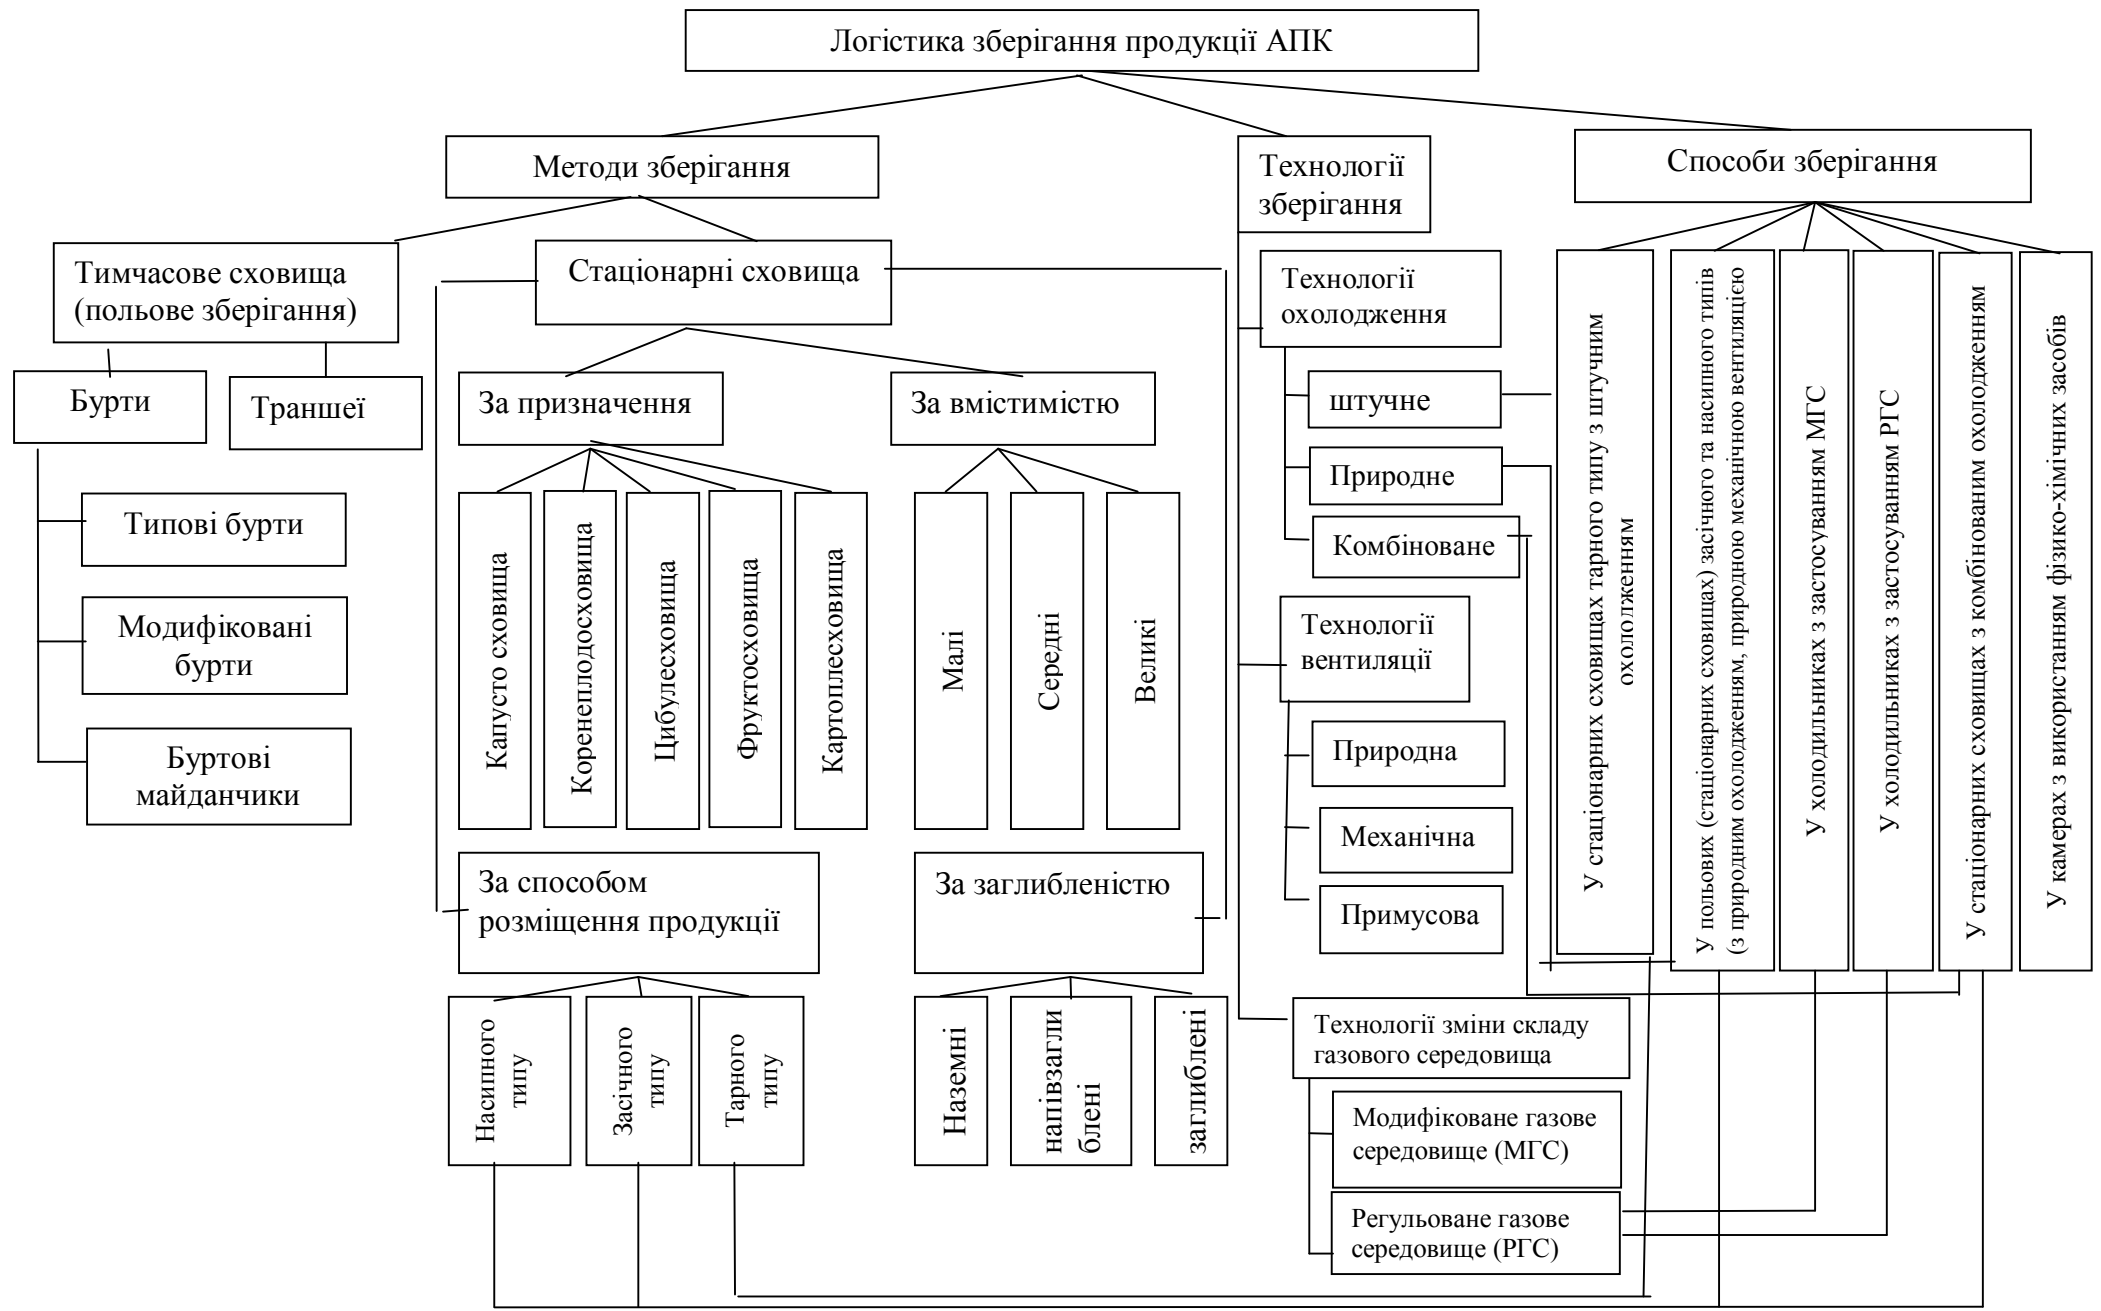 Логістика зберігання продукції АПК
Методи зберігання
Технології
зберігання
Способи зберігання
Тимчасове сховища
(польове зберігання)
Стаціонарні сховища
Бурти
Траншеї
Типові бурти
Модифіковані
бурти
Буртові
майданчики
За призначення
За вмістимістю
Капусто сховища
Коренеплодосховища
Цибулесховища
Фруктосховища
Картоплесховища
Малі
Середні
Великі
За способом
розміщення продукції
За заглибленістю
Насипного
типу
Засічного
типу
Тарного
типу
Наземні
напівзагли
блені
заглиблені
Технології
охолодження
штучне
Природне
Комбіноване
Технології
вентиляції
Природна
Механічна
Примусова
Технології зміни складу
газового середовища
Модифіковане газове
середовище (МГС)
Регульоване газове
середовище (РГС)
У стаціонарних сховищах тарного типу з штучним
охолодженням
У польових (стаціонарних сховищах) засічного та насипного типів
(з природним охолодженням, природною механічною вентиляцією
У холодильниках з застосуванням МГС
У холодильниках з застосуванням РГС
У стаціонарних сховищах з комбінованим охолодженням
У камерах з використанням фізико-хімічних засобів